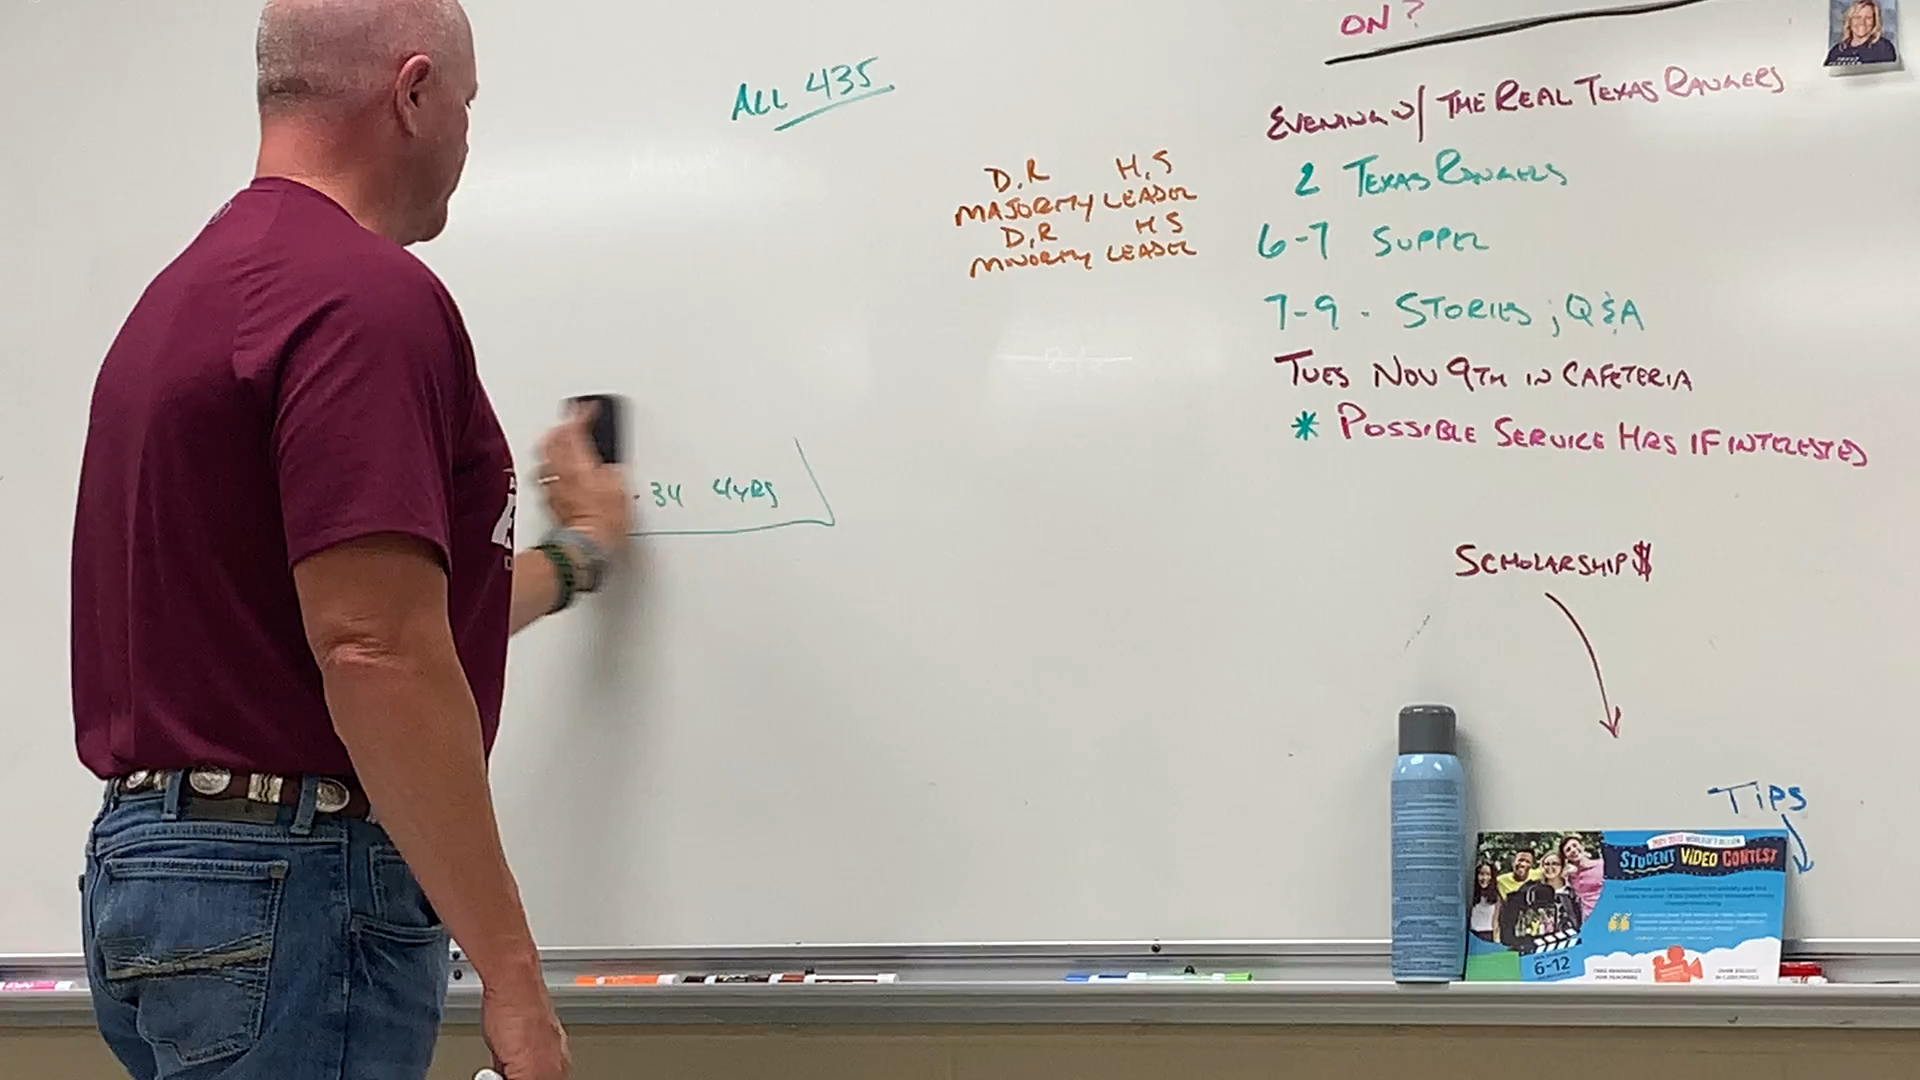 ON?
ALL 435
D, R H, S
MAJORITY LEADER
D, R H S
MINORITY LEADER
34 4YRS
EVENING W/ THE REAL TEXAS RANGERS
2 TEXAS RANGERS
6-7 SUPPER
7-9 - STORIES; Q&A
TUES NOV 9TH IN CAFETERIA
* POSSIBLE SERVICE HRS IF INTERESTED
SCHOLARSHIP$
TIPS
STUDENT VIDEO CONTEST
6-12